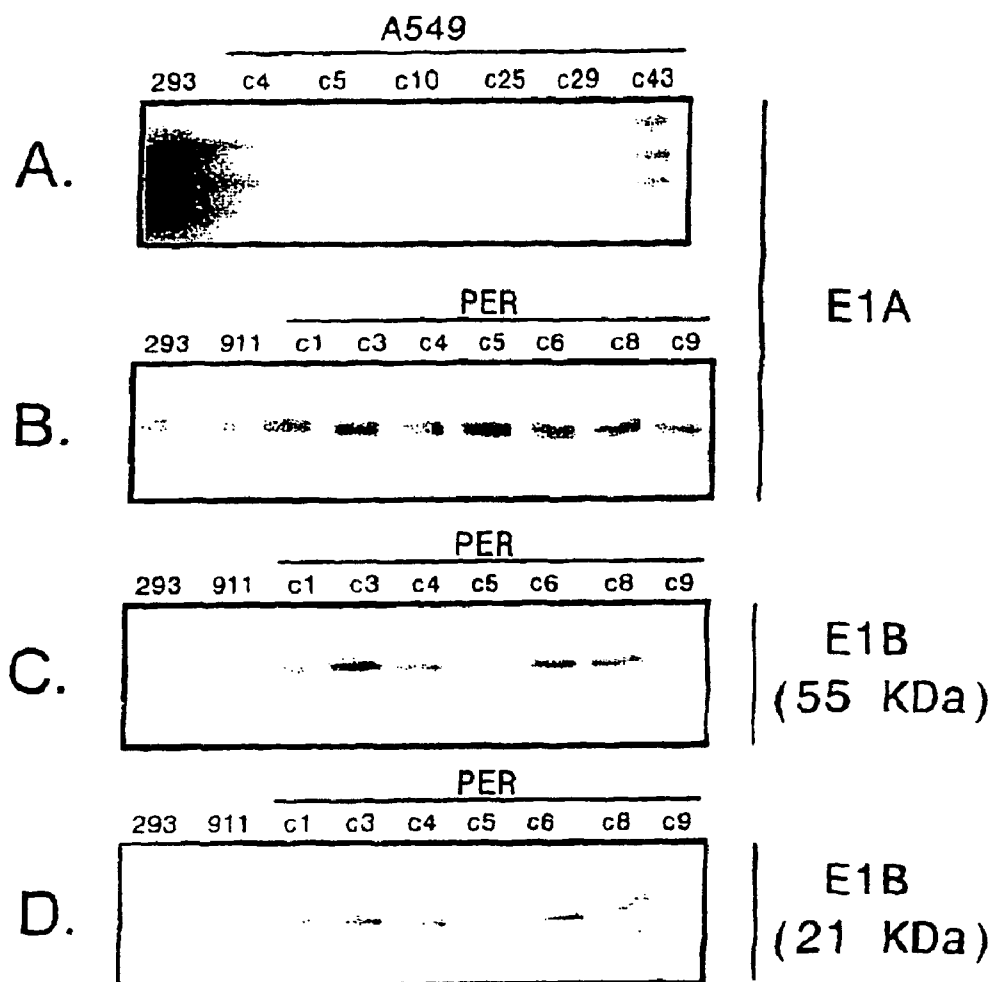 A549
293 c4 c5 c10 c25 c29 c43
A.
PER
293 911 c1 c3 c4 c5 c6 c8 c9
B.
E1A
PER
293 911 c1 c3 c4 c5 c6 c8 c9
C.
E1B
(55 KDa)
PER
293 911 c1 c3 c4 c5 c6 c8 c9
D.
E1B
(21 KDa)